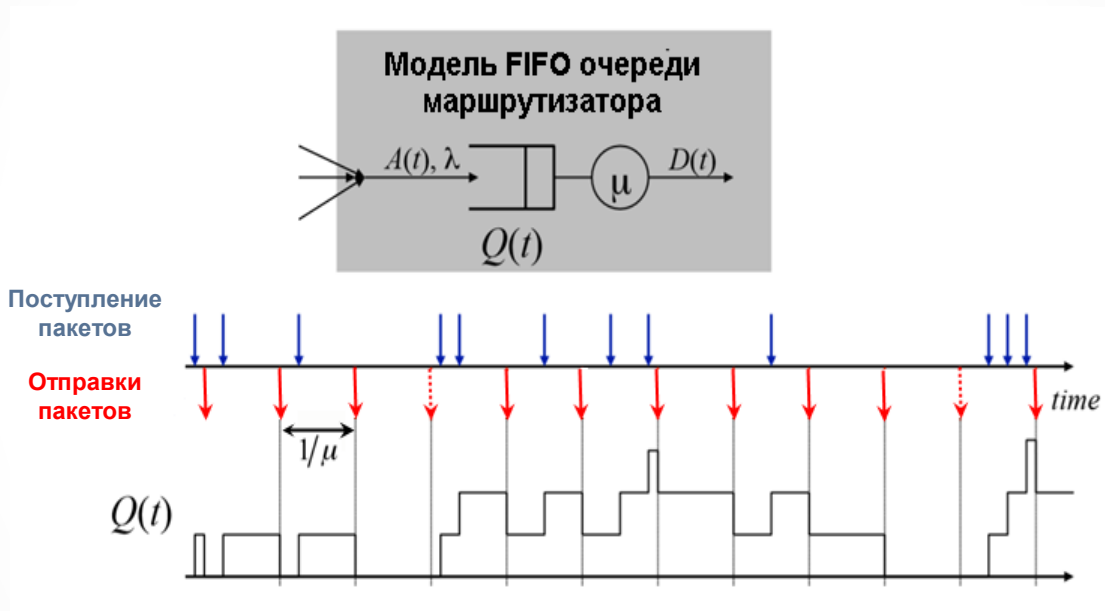 Модель FIFO очереди
маршрутизатора
A(t), λ
μ
D(t)
Q(t)
Поступление
пакетов
Отправки
пакетов
time
1/μ
Q(t)